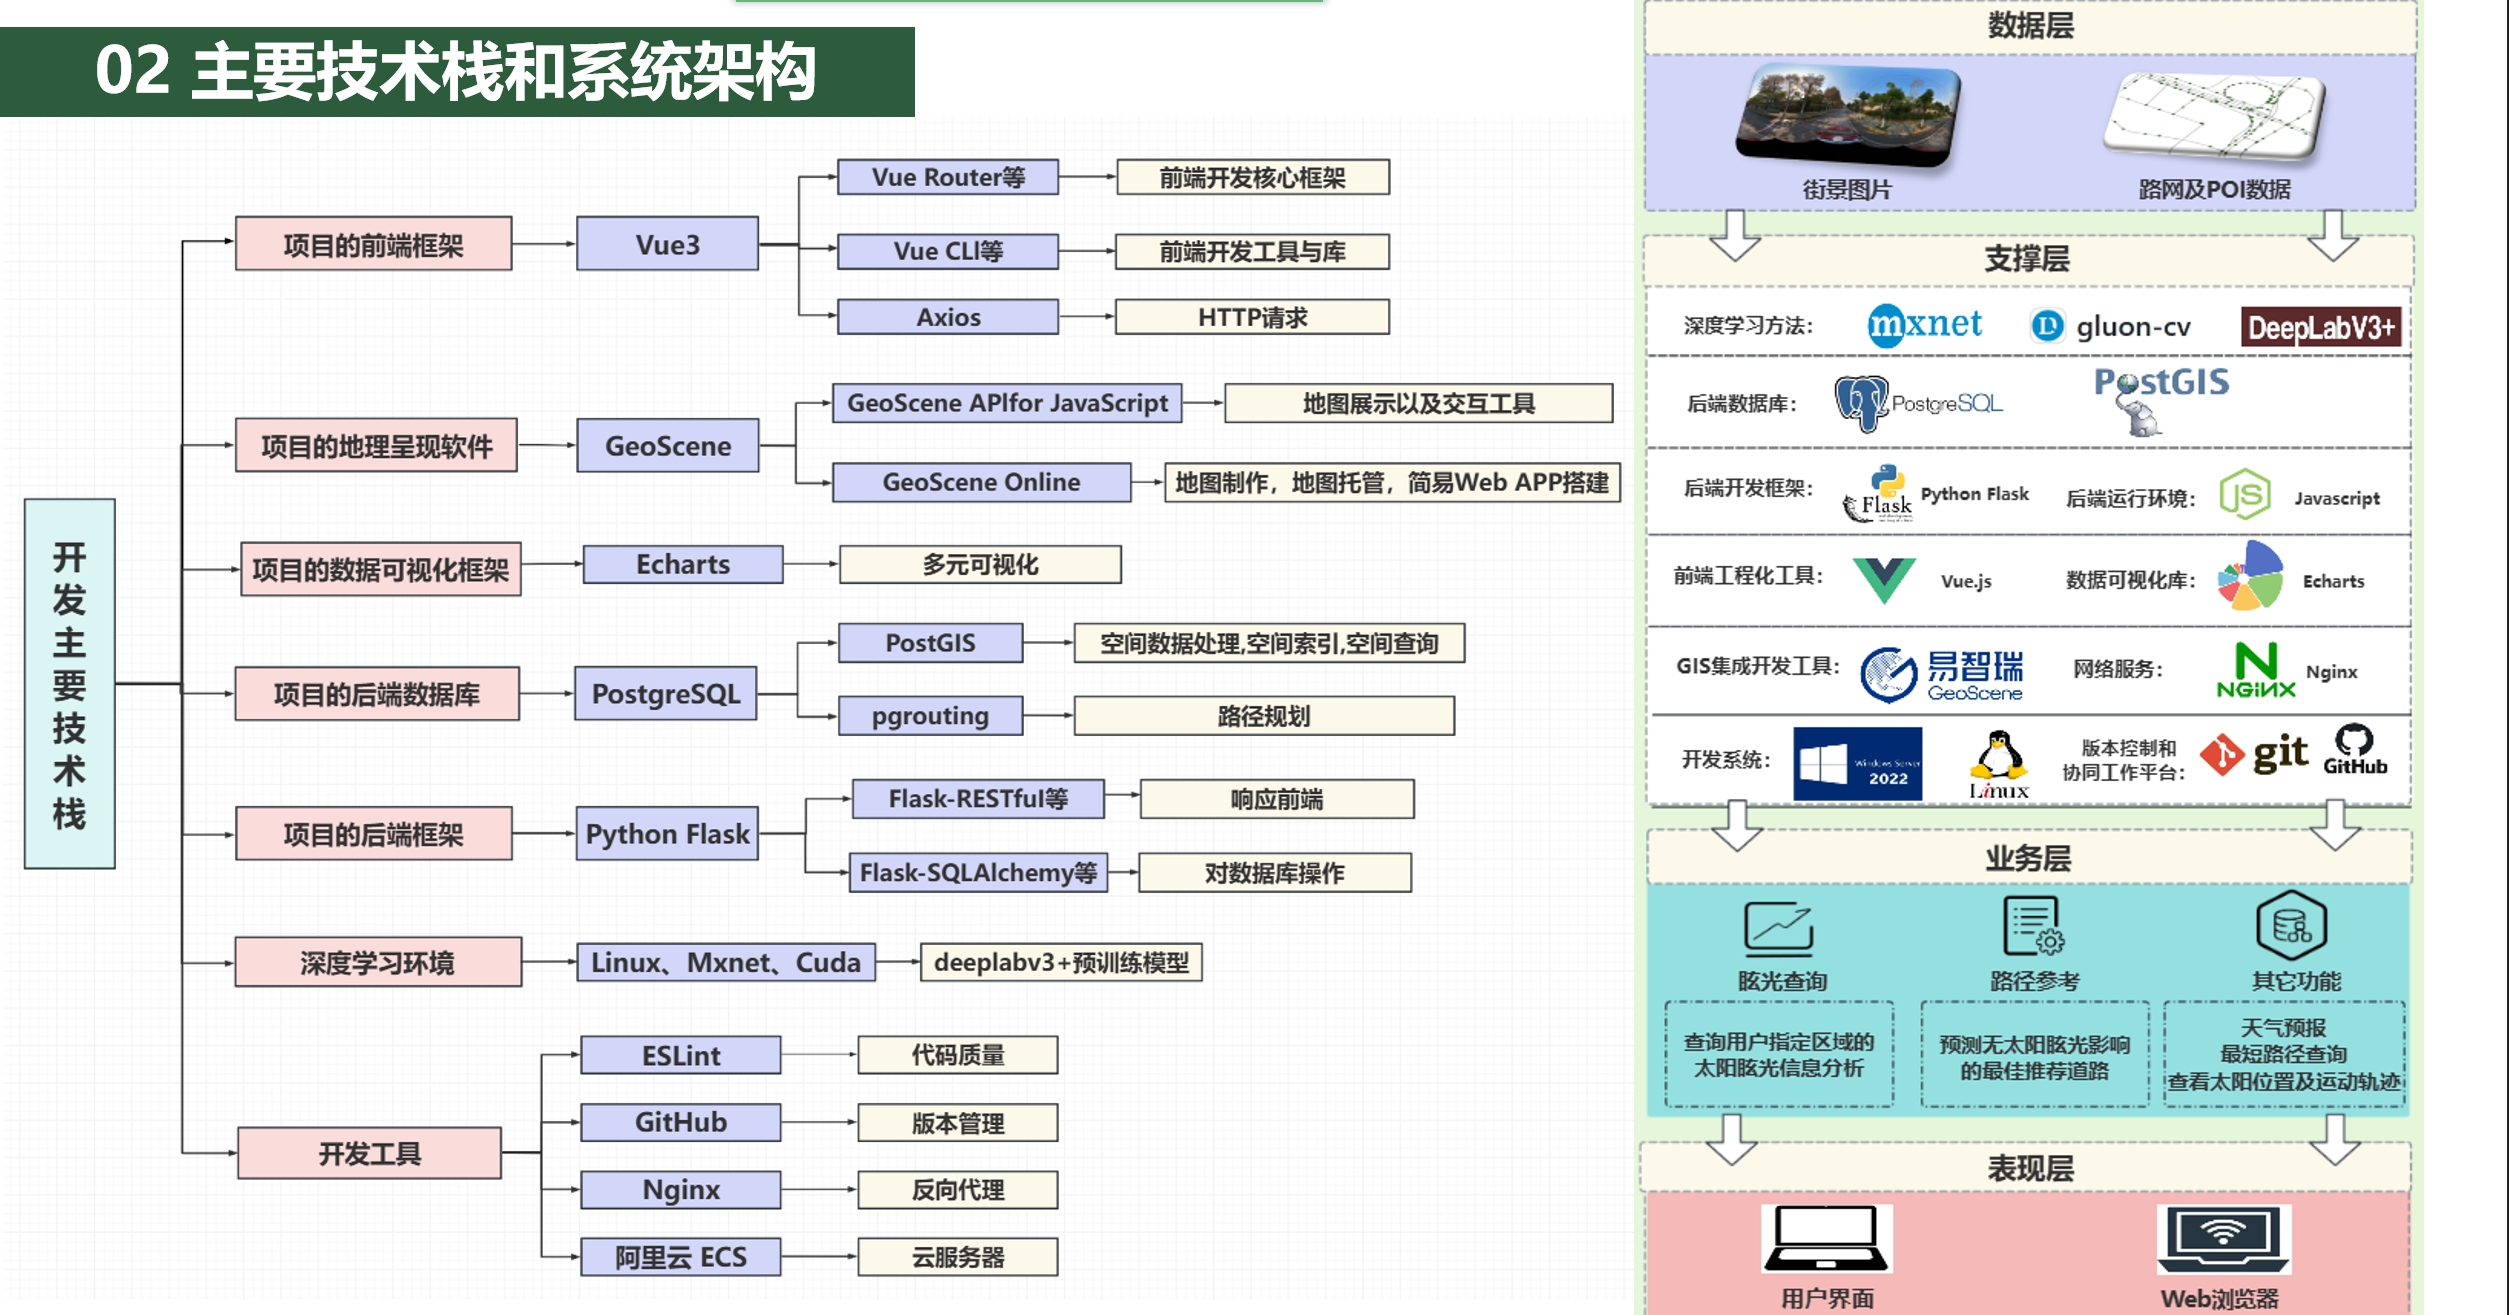 02 主要技术栈和系统架构
开发主要技术栈
项目的前端框架
Vue3
Vue Router等
前端开发核心框架
Vue CLI等
前端开发工具与库
Axios
HTTP请求
项目的地理呈现软件
GeoScene
GeoScene APIfor JavaScript
地图展示以及交互工具
GeoScene Online
地图制作，地图托管，简易Web APP搭建
项目的数据可视化框架
Echarts
多元可视化
项目的后端数据库
PostgreSQL
PostGIS
空间数据处理,空间索引,空间查询
pgrouting
路径规划
项目的后端框架
Python Flask
Flask-RESTful等
响应前端
Flask-SQLAlchemy等
对数据库操作
深度学习环境
Linux、Mxnet、Cuda
deeplabv3+预训练模型
开发工具
ESLint
代码质量
GitHub
版本管理
Nginx
反向代理
阿里云 ECS
云服务器
数据层
街景图片
路网及POI数据
支撑层
深度学习方法：
mxnet
D
gluon-cv
DeepLabV3+
后端数据库：
PostgreSQL
PostGIS
后端开发框架：
Flask
Python Flask
后端运行环境：
JS
Javascript
前端工程化工具：
Vue.js
数据可视化库：
Echarts
GIS集成开发工具：
易智瑞
GeoScene
网络服务：
N
NGiNX
Nginx
开发系统：
Windows Server
2022
Linux
版本控制和
协同工作平台：
git
GitHub
业务层
眩光查询
查询用户指定区域的
太阳眩光信息分析
路径参考
预测无太阳眩光影响
的最佳推荐道路
其它功能
天气预报
最短路径查询
查看太阳位置及运动轨迹
表现层
用户界面
Web浏览器